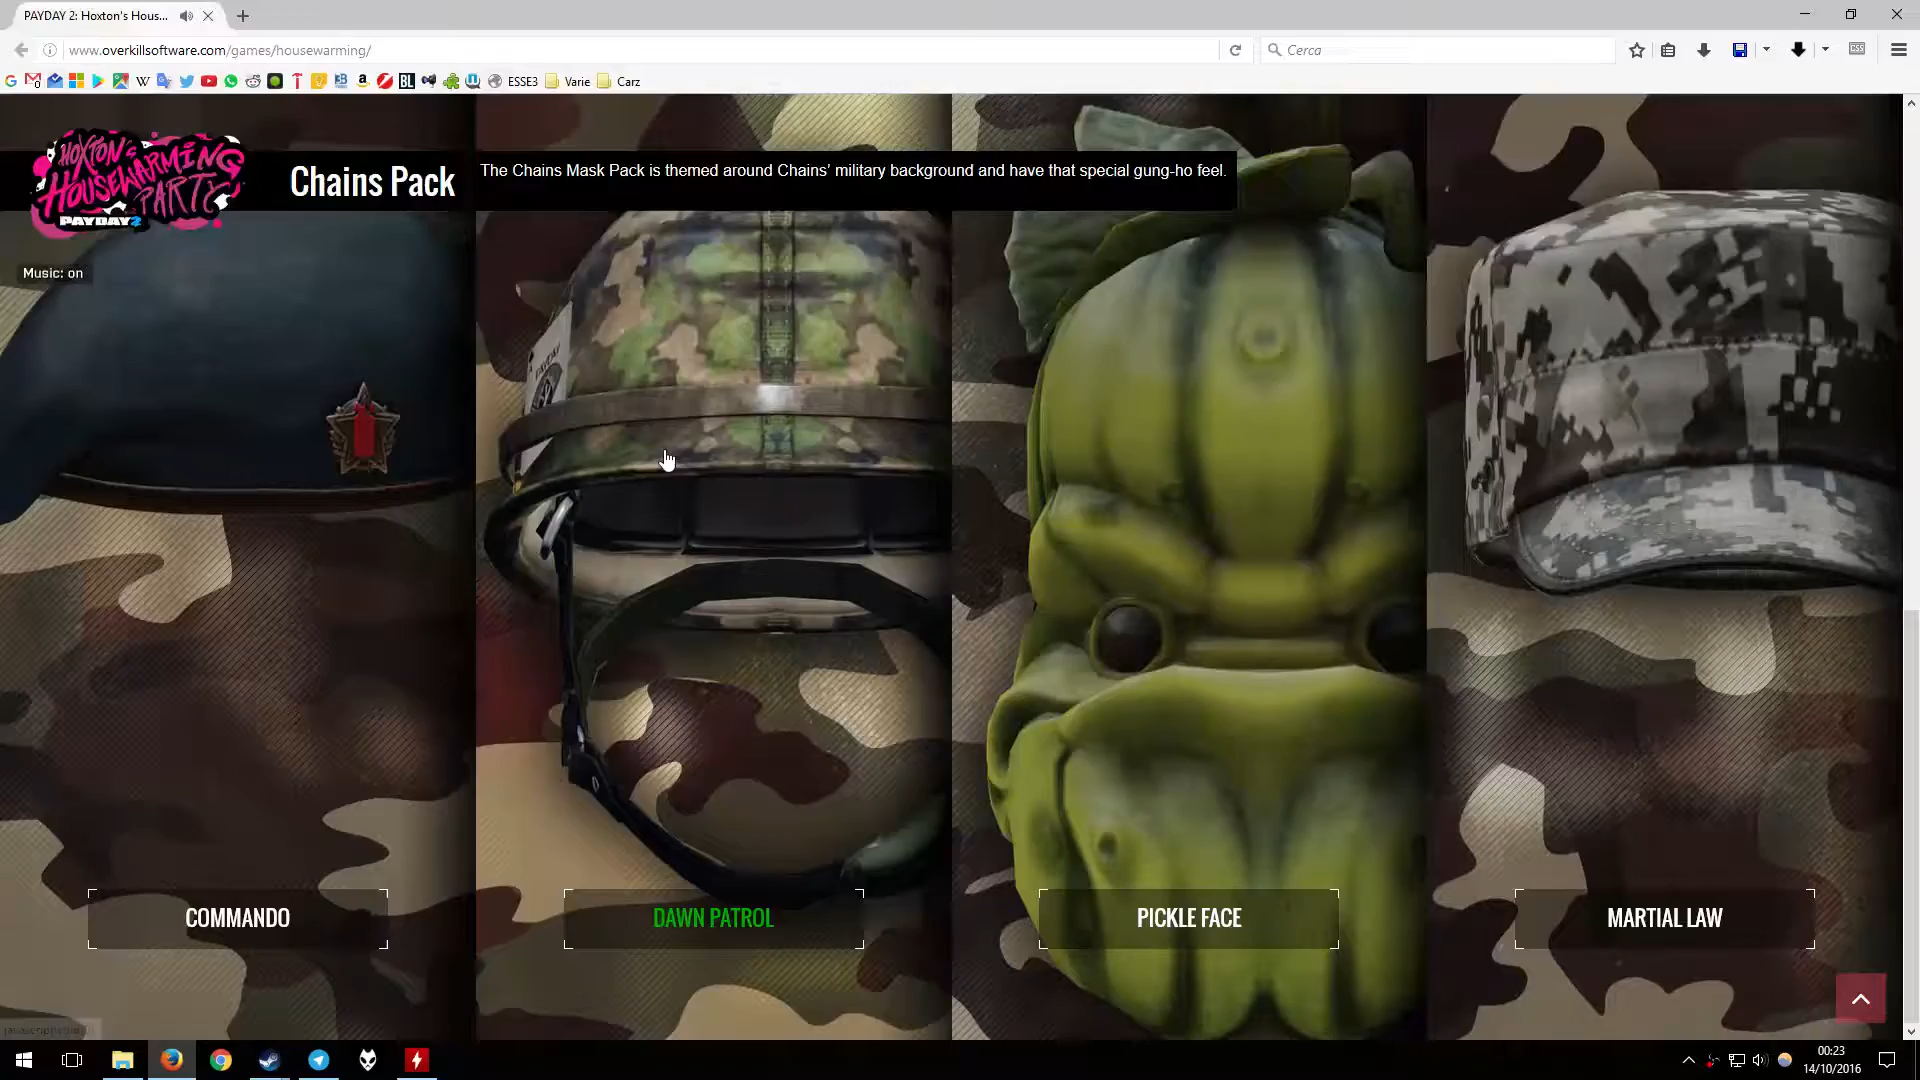 PAYDAY 2: Hoxton's Hous...
www.overkillsoftware.com/games/housewarming/
Cerca
ESSE3
Varie
Carz
HOXTON'S
HOUSEWARMING
PARTY
PAYDAY 2
Chains Pack
The Chains Mask Pack is themed around Chains' military background and have that special gung-ho feel.
Music: on
COMMANDO
DAWN PATROL
PICKLE FACE
MARTIAL LAW
00:23
14/10/2016